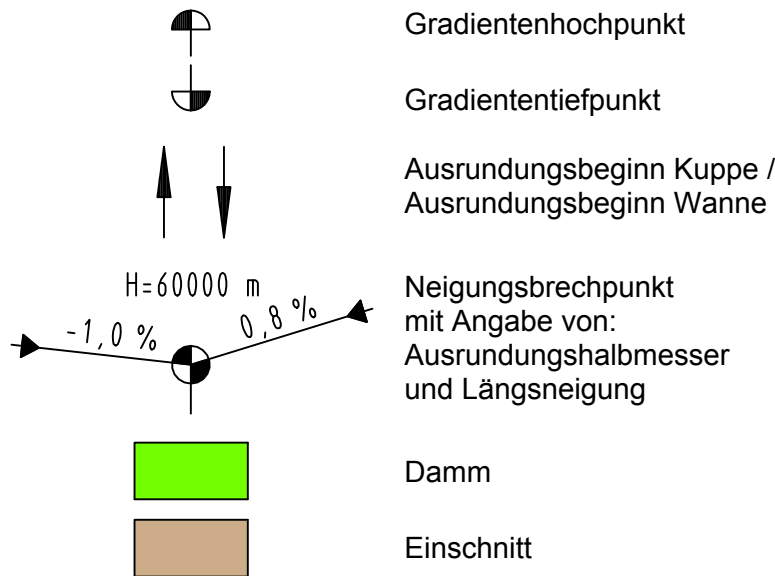 Gradientenhochpunkt
Gradiententiefpunkt
Ausrundungsbeginn Kuppe /
Ausrundungsbeginn Wanne
H=60000 m
-1,0 %
0,8 %
Neigungsbrechpunkt
mit Angabe von:
Ausrundungshalbmesser
und Längsneigung
Damm
Einschnitt